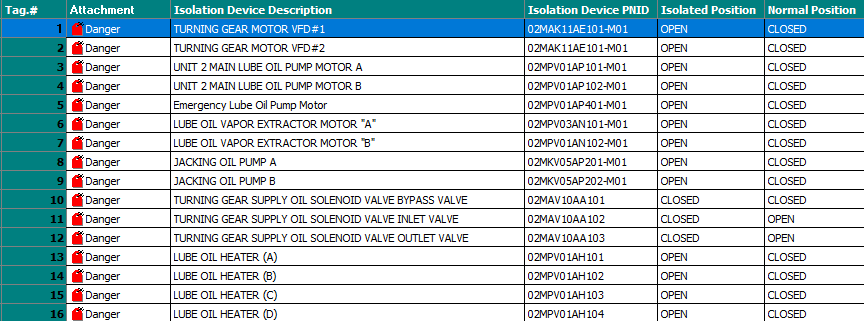 Tag.# Attachment Isolation Device Description Isolation Device PNID Isolated Position Normal Position
1 Danger TURNING GEAR MOTOR VFD#1 02MAK11AE101-M01 OPEN CLOSED
2 Danger TURNING GEAR MOTOR VFD#2 02MAK11AE101-M01 OPEN CLOSED
3 Danger UNIT 2 MAIN LUBE OIL PUMP MOTOR A 02MPV01AP101-M01 OPEN CLOSED
4 Danger UNIT 2 MAIN LUBE OIL PUMP MOTOR B 02MPV01AP102-M01 OPEN CLOSED
5 Danger Emergency Lube Oil Pump Motor 02MPV01AP401-M01 OPEN CLOSED
6 Danger LUBE OIL VAPOR EXTRACTOR MOTOR "A" 02MPV03AN101-M01 OPEN CLOSED
7 Danger LUBE OIL VAPOR EXTRACTOR MOTOR "B" 02MPV01AN102-M01 OPEN CLOSED
8 Danger JACKING OIL PUMP A 02MKV05AP201-M01 OPEN CLOSED
9 Danger JACKING OIL PUMP B 02MKV05AP202-M01 OPEN CLOSED
10 Danger TURNING GEAR SUPPLY OIL SOLENOID VALVE BYPASS VALVE 02MAV10AA101 CLOSED CLOSED
11 Danger TURNING GEAR SUPPLY OIL SOLENOID VALVE INLET VALVE 02MAV10AA102 CLOSED OPEN
12 Danger TURNING GEAR SUPPLY OIL SOLENOID VALVE OUTLET VALVE 02MAV10AA103 CLOSED OPEN
13 Danger LUBE OIL HEATER (A) 02MPV01AH101 OPEN CLOSED
14 Danger LUBE OIL HEATER (B) 02MPV01AH102 OPEN CLOSED
15 Danger LUBE OIL HEATER (C) 02MPV01AH103 OPEN CLOSED
16 Danger LUBE OIL HEATER (D) 02MPV01AH104 OPEN CLOSED